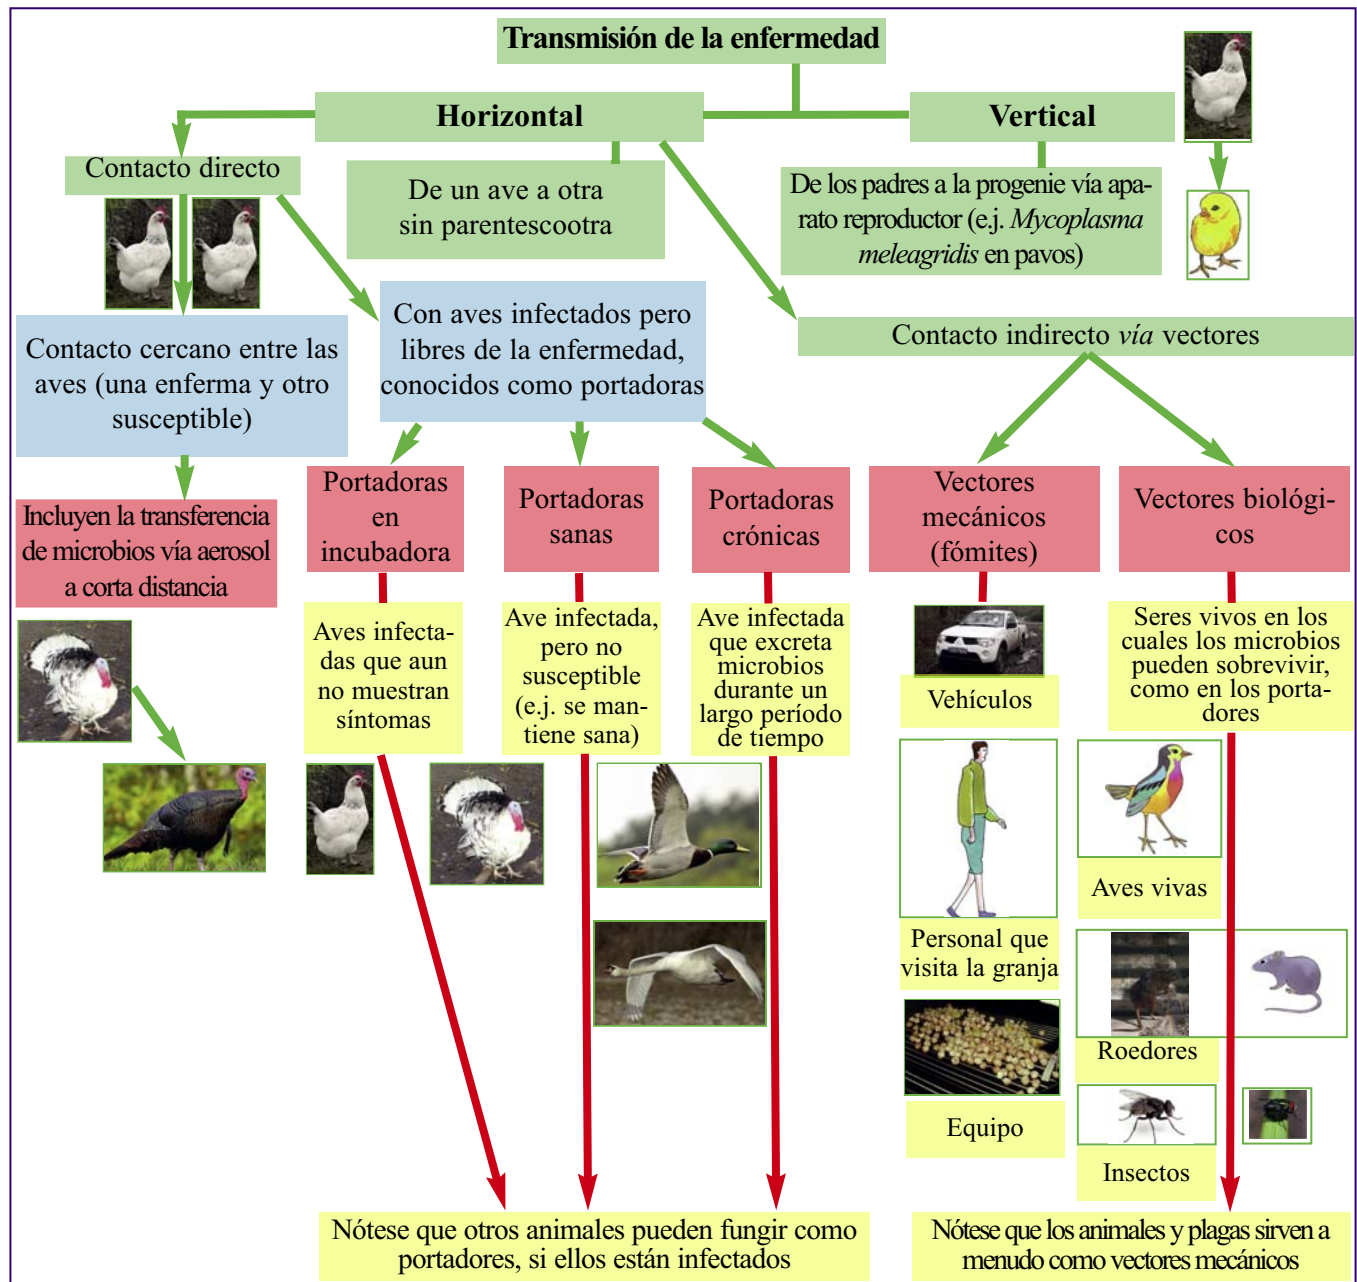 Transmisión de la enfermedad
Horizontal
Vertical
Contacto directo
De un ave a otra
sin parentescootra
De los padres a la progenie vía apa-
rato reproductor (e.j. Mycoplasma
meleagridis en pavos)
Contacto cercano entre las
aves (una enferma y otro
susceptible)
Con aves infectados pero
libres de la enfermedad,
conocidos como portadoras
Contacto indirecto vía vectores
Incluyen la transferencia
de microbios vía aerosol
a corta distancia
Portadoras
en
incubadora
Portadoras
sanas
Portadoras
crónicas
Vectores
mecánicos
(fómites)
Vectores biológi-
cos
Aves infecta-
das que aun
no muestran
síntomas
Ave infectada,
pero no
susceptible
(e.j. se man-
tiene sana)
Ave infectada
que excreta
microbios
durante un
largo período
de tiempo
Vehículos
Seres vivos en los
cuales los microbios
pueden sobrevivir,
como en los porta-
dores
Personal que
visita la granja
Aves vivas
Equipo
Roedores
Insectos
Nótese que otros animales pueden fungir como
portadores, si ellos están infectados
Nótese que los animales y plagas sirven a
menudo como vectores mecánicos